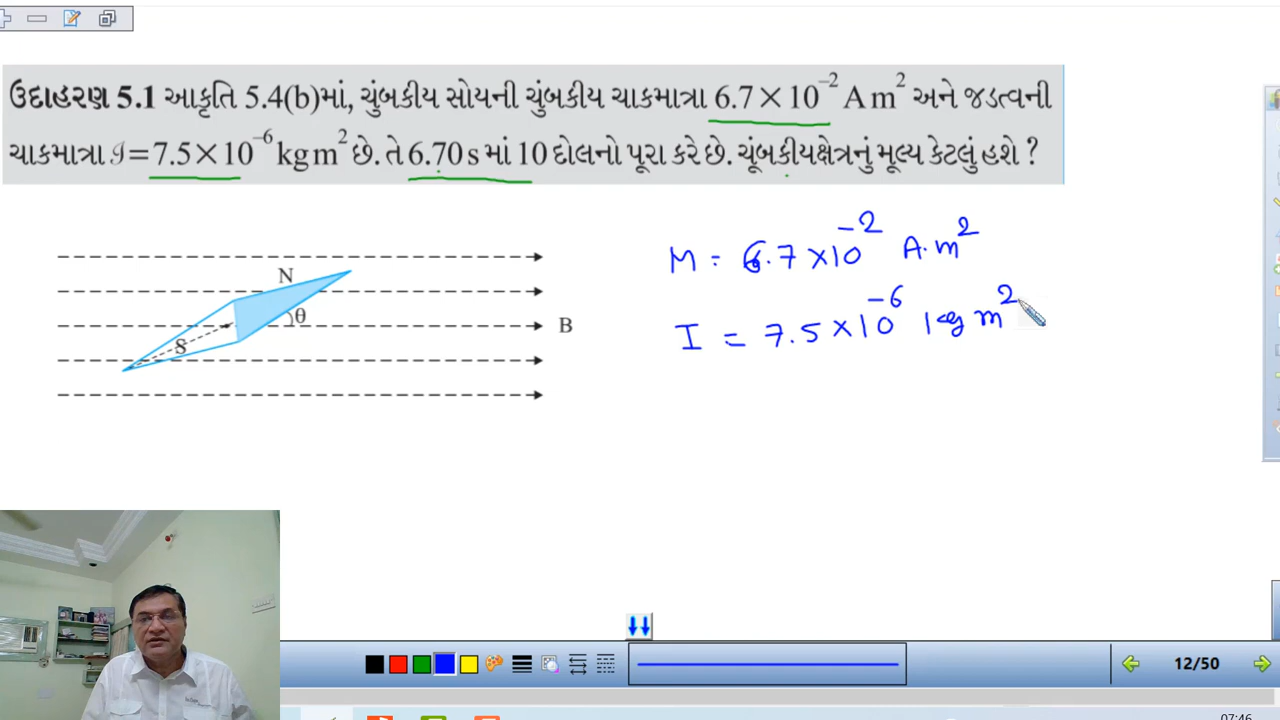 ઉદાહરણ 5.1 આકૃતિ 5.4(b)માં, ચુંબકીય સોયની ચુંબકીય ચાકમાત્રા 6.7 × 10⁻² A m² અને જડત્વની
ચાકમાત્રા 𝓘 = 7.5 × 10⁻⁶ kg m² છે. તે 6.70 s માં 10 દોલનો પૂરા કરે છે. ચૂંબકીયક્ષેત્રનું મૂલ્ય કેટલું હશે ?
M = 6.7 × 10⁻² A·m²
I = 7.5 × 10⁻⁶ kg m²
N
θ
B
S
12/50
07:46